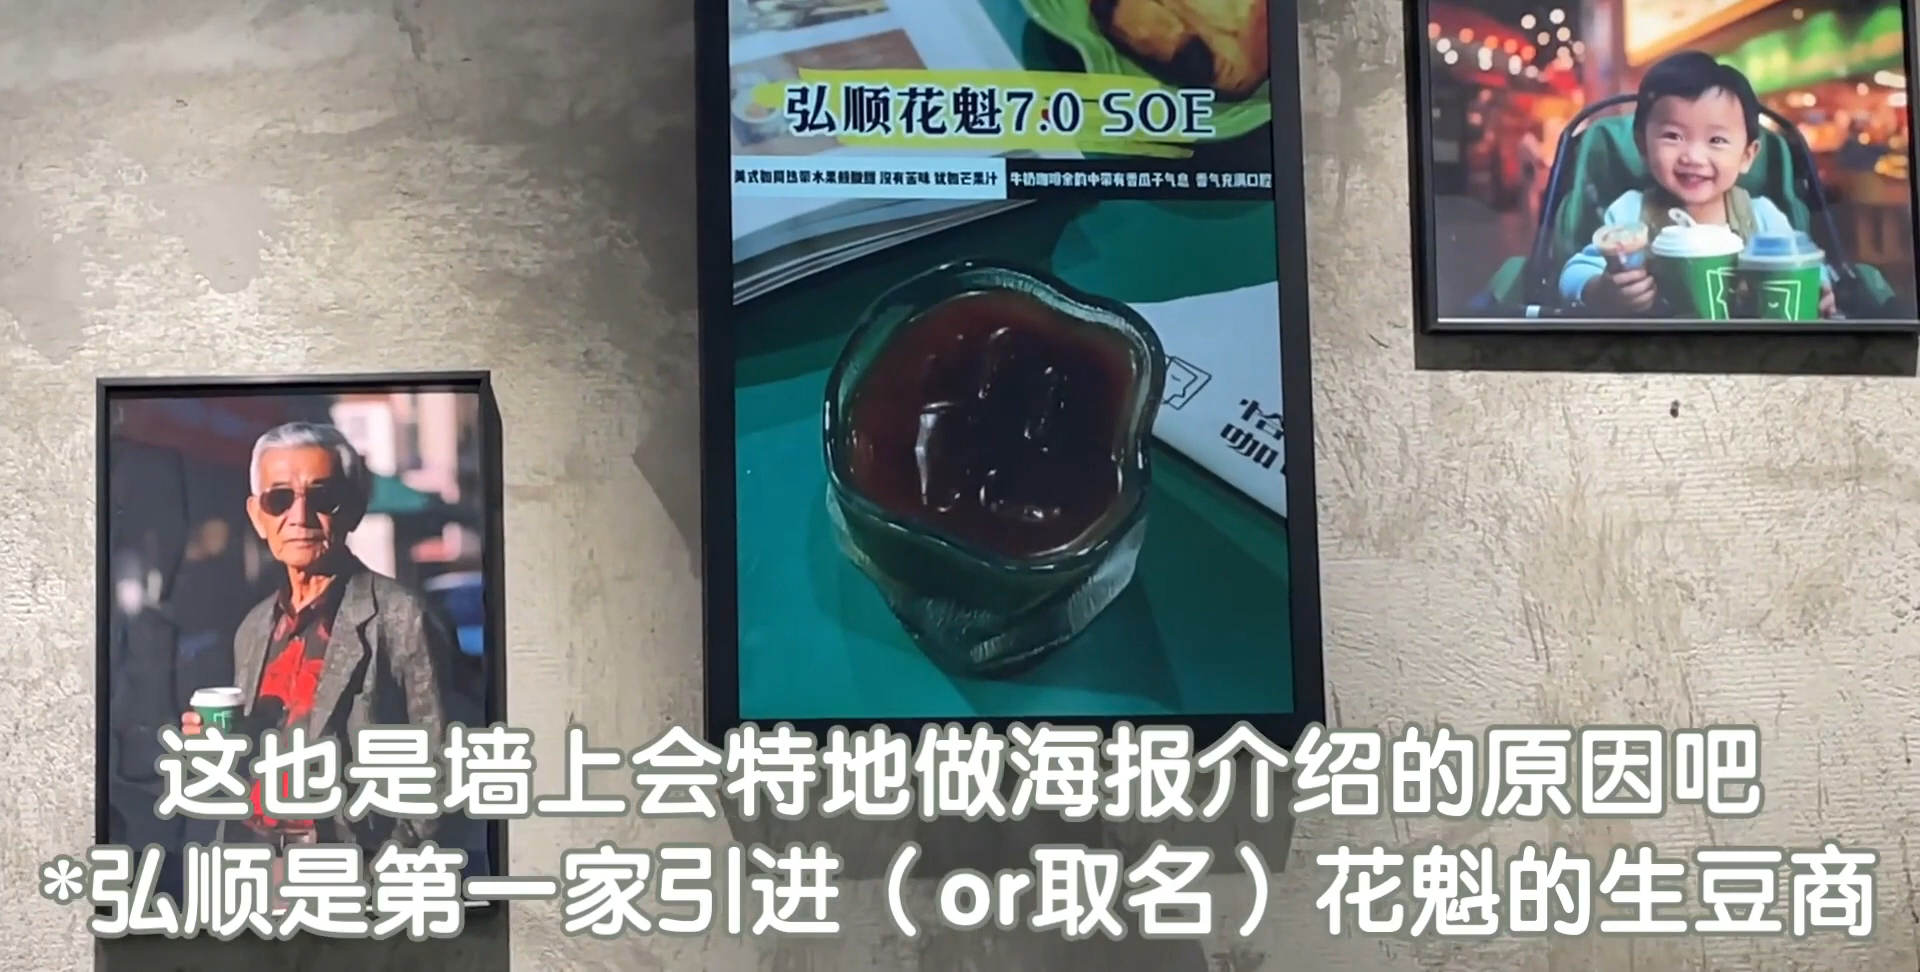 弘顺花魁7.0 SOE
美式如同热带水果般酸甜 没有苦味 犹如芒果汁
牛奶咖啡余韵中带有香瓜子气息 香气充满口腔
恰
咖
这也是墙上会特地做海报介绍的原因吧
*弘顺是第一家引进（or取名）花魁的生豆商